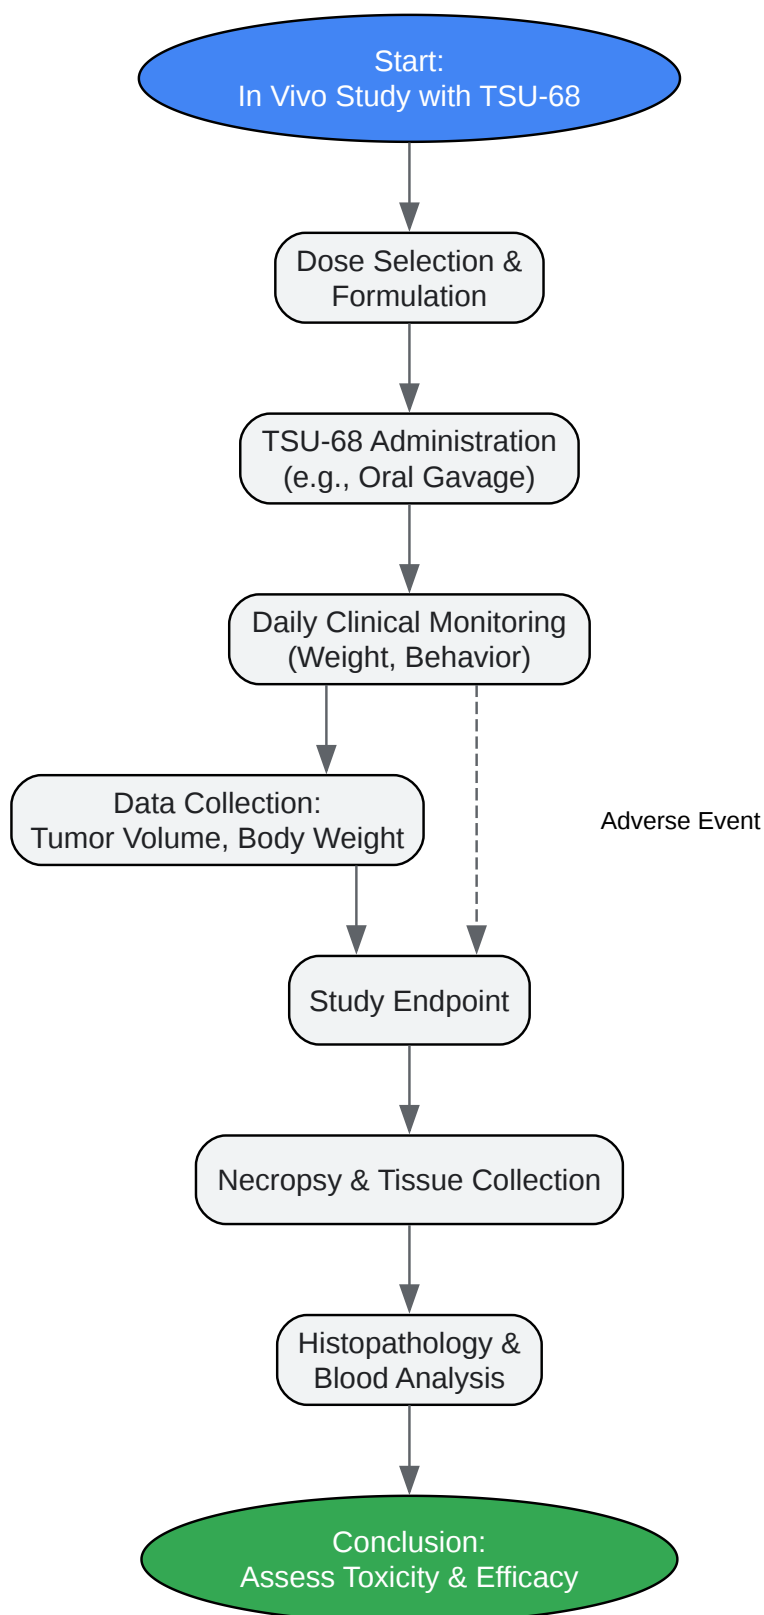 Start:
In Vivo Study with TSU-68
Dose Selection &
Formulation
TSU-68 Administration
(e.g., Oral Gavage)
Daily Clinical Monitoring
(Weight, Behavior)
Data Collection:
Tumor Volume, Body Weight
Adverse Event
Study Endpoint
Necropsy & Tissue Collection
Histopathology &
Blood Analysis
Conclusion:
Assess Toxicity & Efficacy